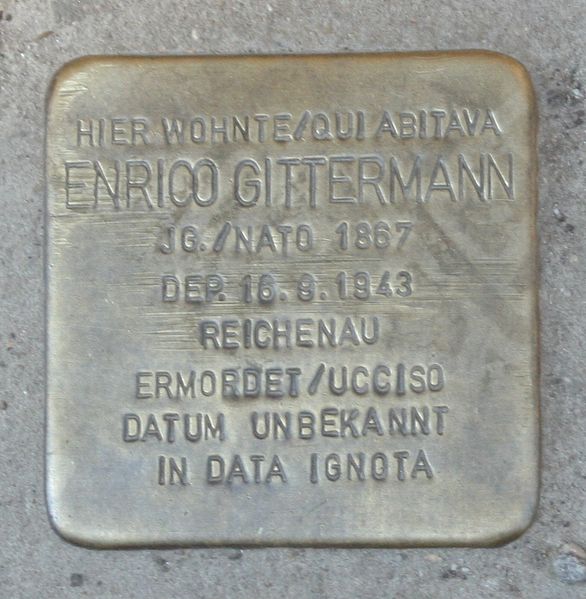 HIER WOHNTE/QUI ABITAVA
ENRICO GITTERMANN
JG./NATO 1867
DEP. 16.9.1943
REICHENAU
ERMORDET/UCCISO
DATUM UNBEKANNT
IN DATA IGNOTA